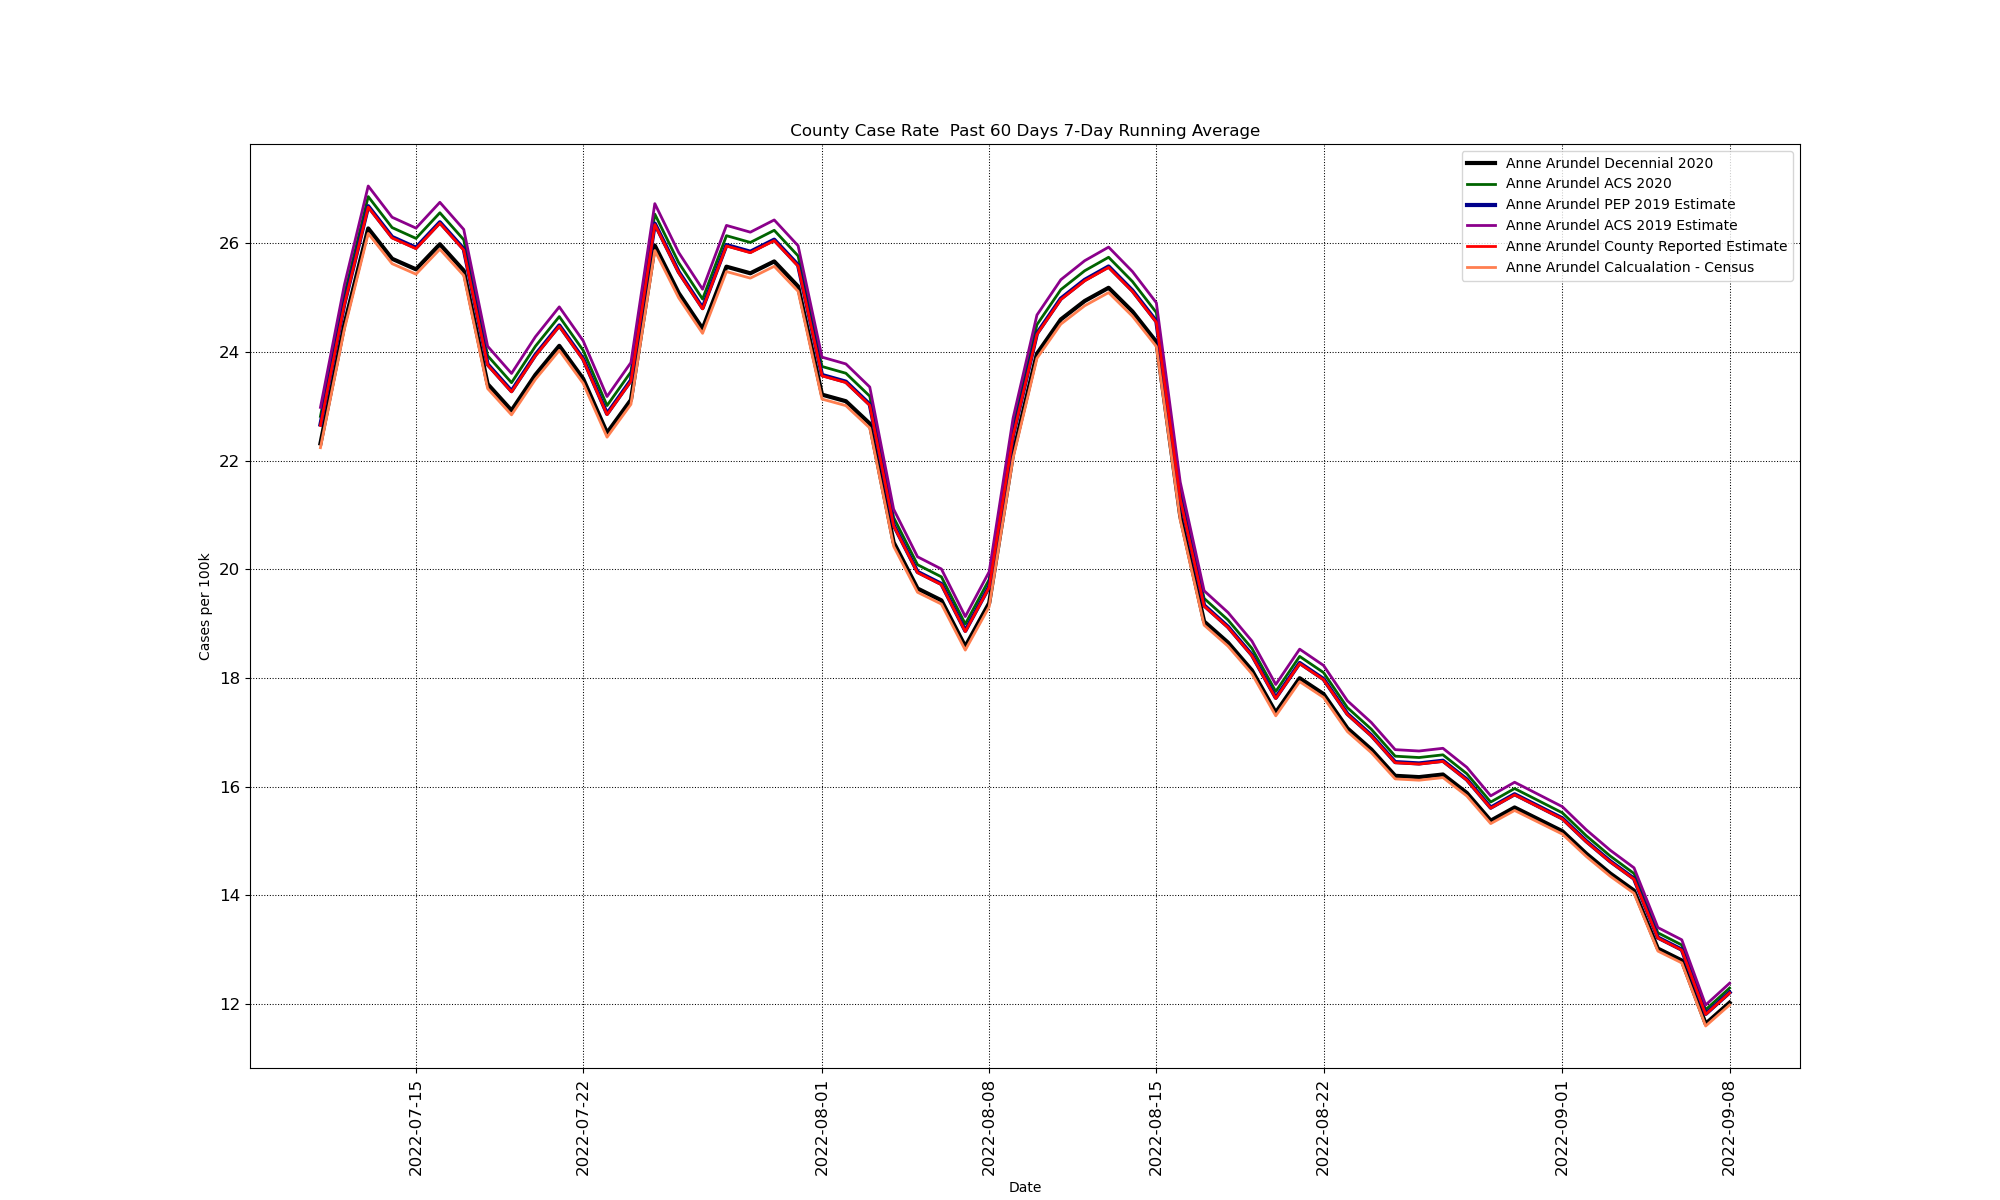 County Case Rate  Past 60 Days 7-Day Running Average
Anne Arundel Decennial 2020
Anne Arundel ACS 2020
Anne Arundel PEP 2019 Estimate
Anne Arundel ACS 2019 Estimate
Anne Arundel County Reported Estimate
Anne Arundel Calcualation - Census
26
24
22
20
18
16
14
12
Cases per 100k
2022-07-15
2022-07-22
2022-08-01
2022-08-08
2022-08-15
2022-08-22
2022-09-01
2022-09-08
Date